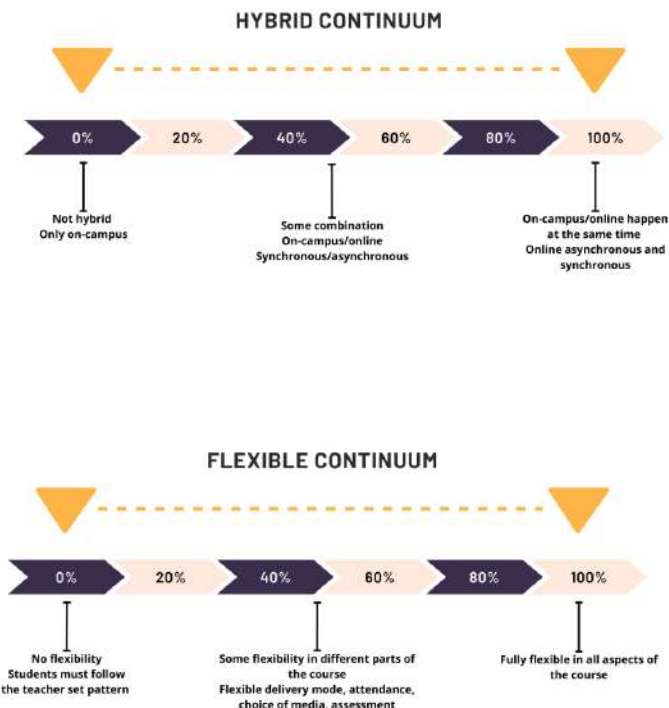 HYBRID CONTINUUM
0% 20% 40% 60% 80% 100%
Not hybrid
Only on-campus
Some combination
On-campus/online
Synchronous/asynchronous
On-campus/online happen
at the same time
Online asynchronous and
synchronous
FLEXIBLE CONTINUUM
0% 20% 40% 60% 80% 100%
No flexibility
Students must follow
the teacher set pattern
Some flexibility in different parts of
the course
Flexible delivery mode, attendance,
choice of media, assessment
Fully flexible in all aspects of
the course